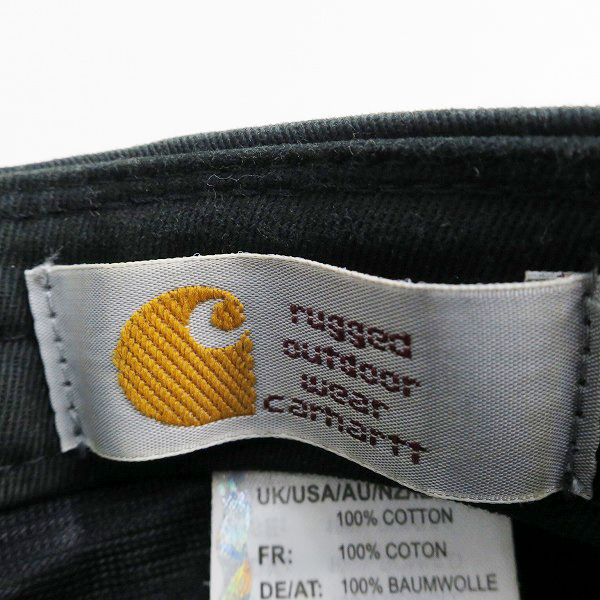 rugged
outdoor
wear
carhartt
UK/USA/AU/NZ/
100% COTTON
FR: 100% COTON
DE/AT: 100% BAUMWOLLE